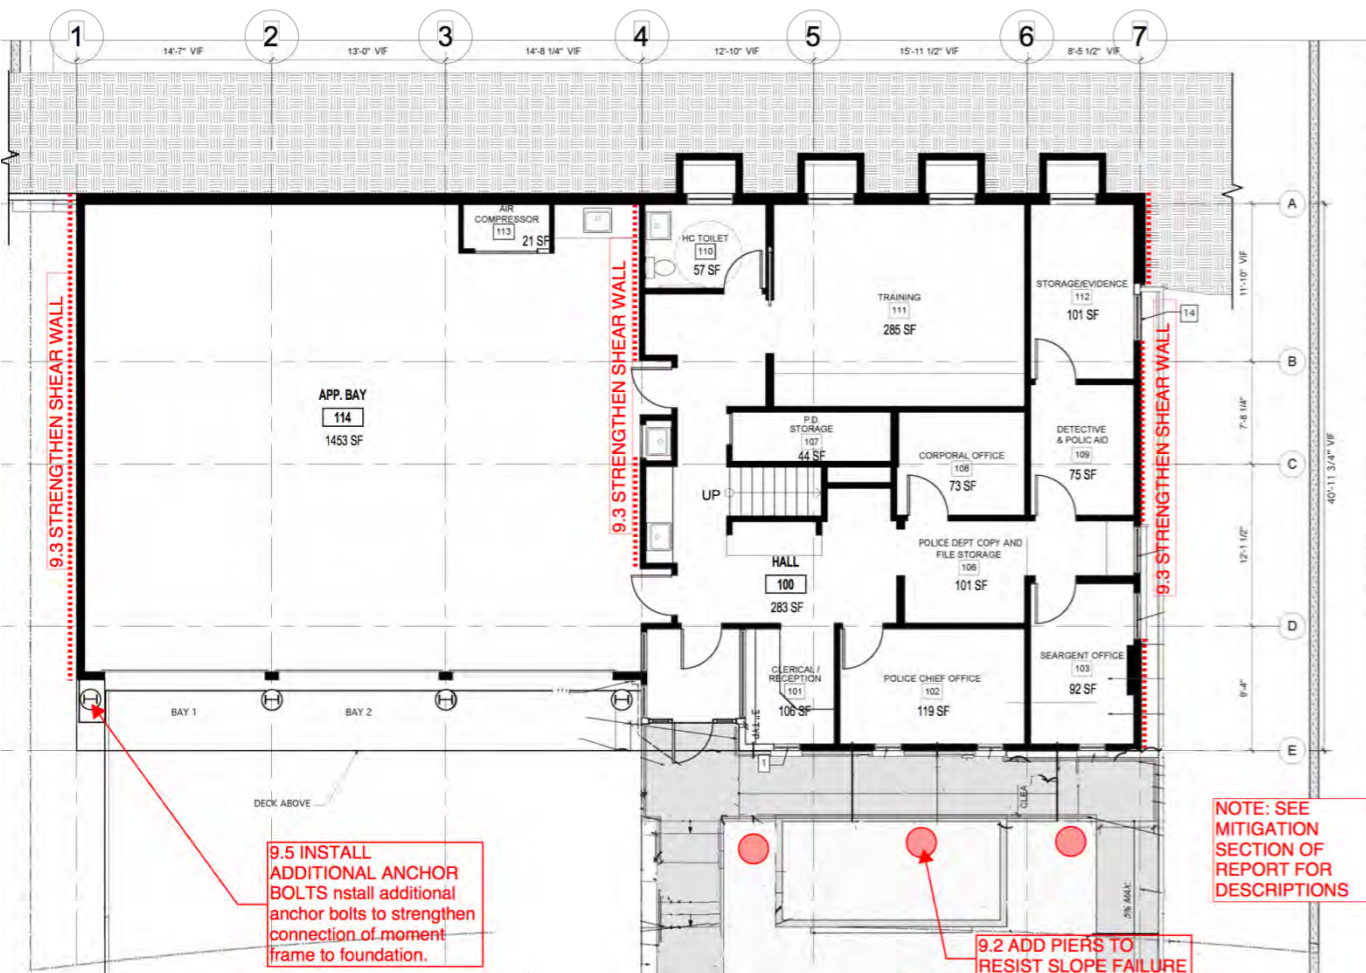 1 2 3 4 5 6 7
14'-7" VIF 13'-0" VIF 14'-8 1/4" VIF 12'-10" VIF 15'-11 1/2" VIF 8'-5 1/2" VIF
A
B
C
D
E
11'-10" VIF
7'-8 1/4"
12'-1 1/2"
9'-4"
40'-11 3/4" VIF
9.3 STRENGTHEN SHEAR WALL
9.3 STRENGTHEN SHEAR WALL
9.3 STRENGTHEN SHEAR WALL
AIR
COMPRESSOR
113
21 SF
HC TOILET
110
57 SF
TRAINING
111
285 SF
STORAGE/EVIDENCE
112
101 SF
14
APP. BAY
114
1453 SF
P.D.
STORAGE
107
44 SF
CORPORAL OFFICE
108
73 SF
DETECTIVE
& POLIC AID
109
75 SF
UP
HALL
100
283 SF
POLICE DEPT COPY AND
FILE STORAGE
106
101 SF
CLERICAL /
RECEPTION
101
106 SF
POLICE CHIEF OFFICE
102
119 SF
SEARGENT OFFICE
103
92 SF
BAY 1
BAY 2
3" TYP
1
DECK ABOVE
CLEA
5% MAX.
9.5 INSTALL
ADDITIONAL ANCHOR
BOLTS nstall additional
anchor bolts to strengthen
connection of moment
frame to foundation.
9.2 ADD PIERS TO
RESIST SLOPE FAILURE
NOTE: SEE
MITIGATION
SECTION OF
REPORT FOR
DESCRIPTIONS